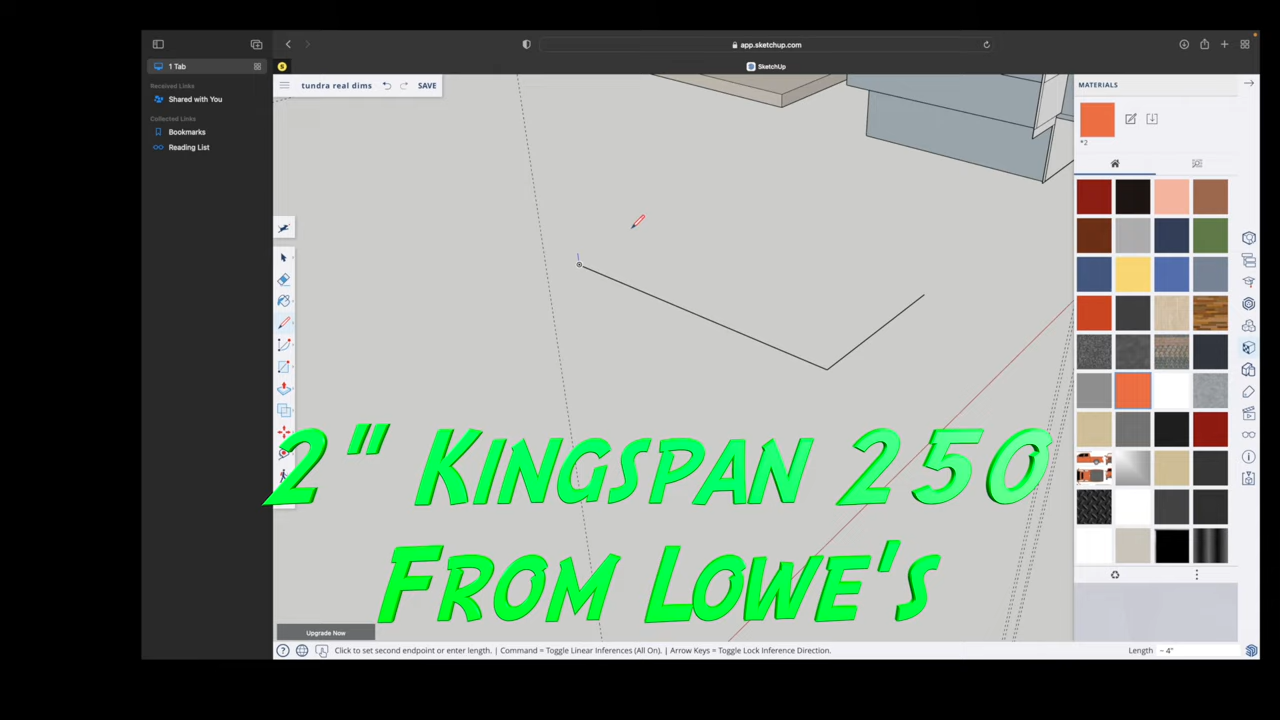 app.sketchup.com
1 Tab
SketchUp
Received Links
Shared with You
Collected Links
Bookmarks
Reading List
tundra real dims
SAVE
MATERIALS
*2
2" KINGSPAN 250
FROM LOWE'S
Upgrade Now
Click to set second endpoint or enter length. | Command = Toggle Linear Inferences (All On). | Arrow Keys = Toggle Lock Inference Direction.
Length ~ 4"